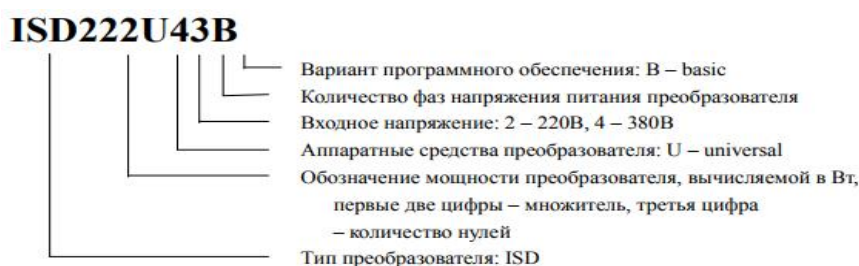 ISD222U43B
Вариант программного обеспечения: B – basic
Количество фаз напряжения питания преобразователя
Входное напряжение: 2 – 220В, 4 – 380В
Аппаратные средства преобразователя: U – universal
Обозначение мощности преобразователя, вычисляемой в Вт,
первые две цифры – множитель, третья цифра
– количество нулей
Тип преобразователя: ISD